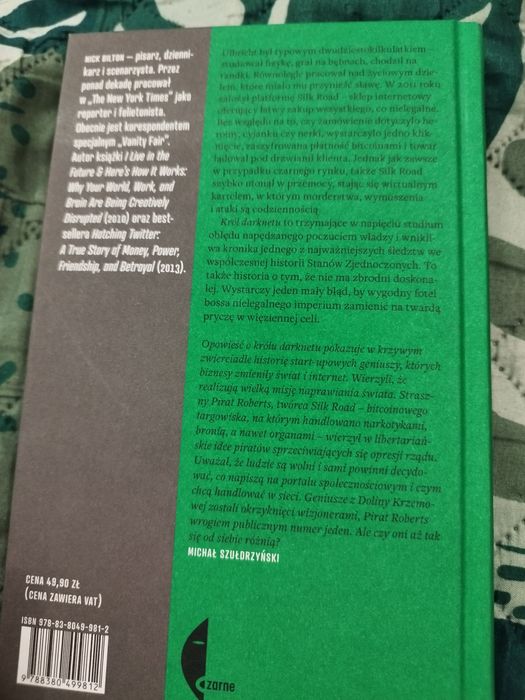 NICK BILTON – pisarz, dzienni-
karz i scenarzysta. Przez
ponad dekadę pracował
w „The New York Times” jako
reporter i felietonista.
Obecnie jest korespondentem
specjalnym „Vanity Fair”.
Autor książki I Live in the
Future & Here's How It Works:
Why Your World, Work, and
Brain Are Being Creatively
Disrupted (2010) oraz best-
sellera Hatching Twitter:
A True Story of Money, Power,
Friendship, and Betrayal (2013).
CENA 49,90 ZŁ
(CENA ZAWIERA VAT)
ISBN 978-83-8049-981-2
9788380499812
Ulbricht był typowym dwudziestokilkulatkiem –
studiował fizykę, grał na bębnach, chodził na
randki. Równolegle pracował nad życiowym dzie-
łem, które miało mu przynieść sławę. W 2011 roku
założył platformę Silk Road – sklep internetowy
oferujący łatwy zakup wszystkiego, co nielegalne.
Bez względu na to, czy zamówienie dotyczyło he-
roiny, cyjanku czy nerki, wystarczyło jedno klik-
nięcie, zaszyfrowana płatność bitcoinami i towar
lądował pod drzwiami klienta. Jednak jak zawsze
w przypadku czarnego rynku, także Silk Road
szybko utonął w przemocy, stając się wirtualnym
kartelem, w którym morderstwa, wymuszenia
i ataki są codziennością.
Król darknetu to trzymające w napięciu studium
obłędu napędzanego poczuciem władzy i wnikli-
wa kronika jednego z najważniejszych śledztw we
współczesnej historii Stanów Zjednoczonych. To
także historia o tym, że nie ma zbrodni doskona-
łej. Wystarczy jeden mały błąd, by wygodny fotel
bossa nielegalnego imperium zamienić na twardą
pryczę w więziennej celi.
Opowieść o królu darknetu pokazuje w krzywym
zwierciadle historię start-upowych geniuszy, których
biznesy zmieniły świat i internet. Wierzyli, że
realizują wielką misję naprawiania świata. Strasz-
ny Pirat Roberts, twórca Silk Road – bitcoinowego
targowiska, na którym handlowano narkotykami,
bronią, a nawet organami – wierzył w libertariań-
skie idee piratów sprzeciwiających się opresji rządu.
Uważał, że ludzie są wolni i sami powinni decydo-
wać, co napiszą na portalu społecznościowym i czym
chcą handlować w sieci. Geniusze z Doliny Krzemo-
wej zostali okrzyknięci wizjonerami, Pirat Roberts
wrogiem publicznym numer jeden. Ale czy oni aż tak
się od siebie różnią?
MICHAŁ SZUŁDRZYŃSKI
czarne